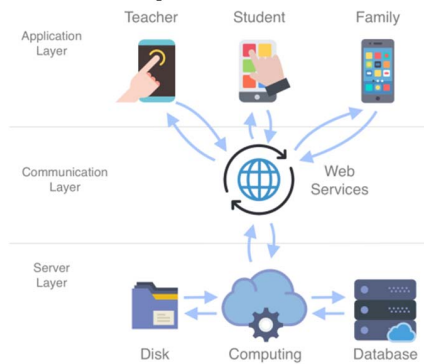 Teacher
Student
Family
Application
Layer
Communication
Layer
Web
Services
Server
Layer
Disk
Computing
Database